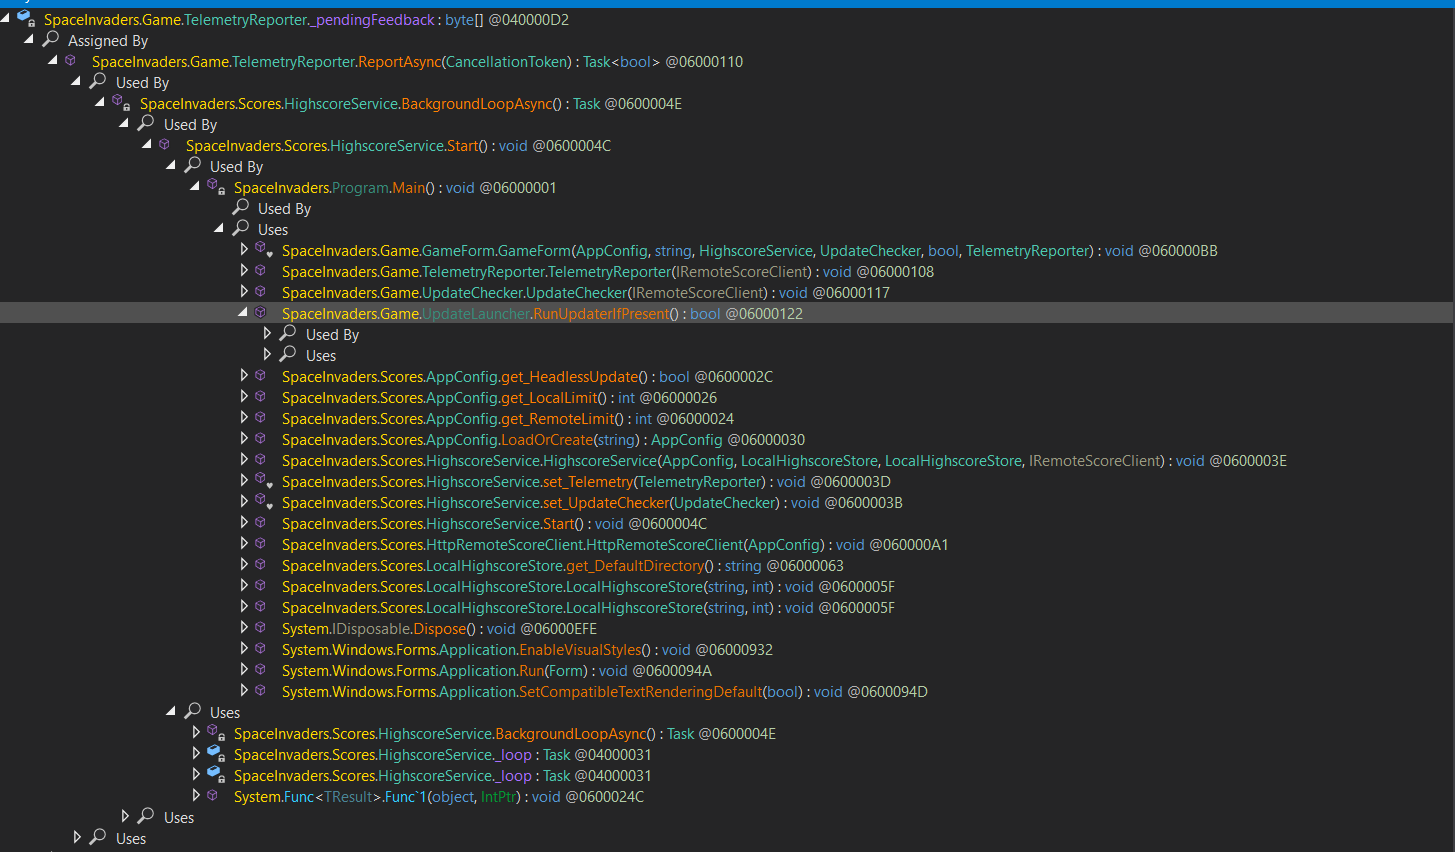 SpaceInvaders.Game.TelemetryReporter._pendingFeedback : byte[] @040000D2
Assigned By
SpaceInvaders.Game.TelemetryReporter.ReportAsync(CancellationToken) : Task<bool> @06000110
Used By
SpaceInvaders.Scores.HighscoreService.BackgroundLoopAsync() : Task @0600004E
Used By
SpaceInvaders.Scores.HighscoreService.Start() : void @0600004C
Used By
SpaceInvaders.Program.Main() : void @06000001
Used By
Uses
SpaceInvaders.Game.GameForm.GameForm(AppConfig, string, HighscoreService, UpdateChecker, bool, TelemetryReporter) : void @060000BB
SpaceInvaders.Game.TelemetryReporter.TelemetryReporter(IRemoteScoreClient) : void @06000108
SpaceInvaders.Game.UpdateChecker.UpdateChecker(IRemoteScoreClient) : void @06000117
SpaceInvaders.Game.UpdateLauncher.RunUpdaterIfPresent() : bool @06000122
Used By
Uses
SpaceInvaders.Scores.AppConfig.get_HeadlessUpdate() : bool @0600002C
SpaceInvaders.Scores.AppConfig.get_LocalLimit() : int @06000026
SpaceInvaders.Scores.AppConfig.get_RemoteLimit() : int @06000024
SpaceInvaders.Scores.AppConfig.LoadOrCreate(string) : AppConfig @06000030
SpaceInvaders.Scores.HighscoreService.HighscoreService(AppConfig, LocalHighscoreStore, LocalHighscoreStore, IRemoteScoreClient) : void @0600003E
SpaceInvaders.Scores.HighscoreService.set_Telemetry(TelemetryReporter) : void @0600003D
SpaceInvaders.Scores.HighscoreService.set_UpdateChecker(UpdateChecker) : void @0600003B
SpaceInvaders.Scores.HighscoreService.Start() : void @0600004C
SpaceInvaders.Scores.HttpRemoteScoreClient.HttpRemoteScoreClient(AppConfig) : void @060000A1
SpaceInvaders.Scores.LocalHighscoreStore.get_DefaultDirectory() : string @06000063
SpaceInvaders.Scores.LocalHighscoreStore.LocalHighscoreStore(string, int) : void @0600005F
SpaceInvaders.Scores.LocalHighscoreStore.LocalHighscoreStore(string, int) : void @0600005F
System.IDisposable.Dispose() : void @06000EFE
System.Windows.Forms.Application.EnableVisualStyles() : void @06000932
System.Windows.Forms.Application.Run(Form) : void @0600094A
System.Windows.Forms.Application.SetCompatibleTextRenderingDefault(bool) : void @0600094D
Uses
SpaceInvaders.Scores.HighscoreService.BackgroundLoopAsync() : Task @0600004E
SpaceInvaders.Scores.HighscoreService._loop : Task @04000031
SpaceInvaders.Scores.HighscoreService._loop : Task @04000031
System.Func<TResult>.Func`1(object, IntPtr) : void @0600024C
Uses
Uses